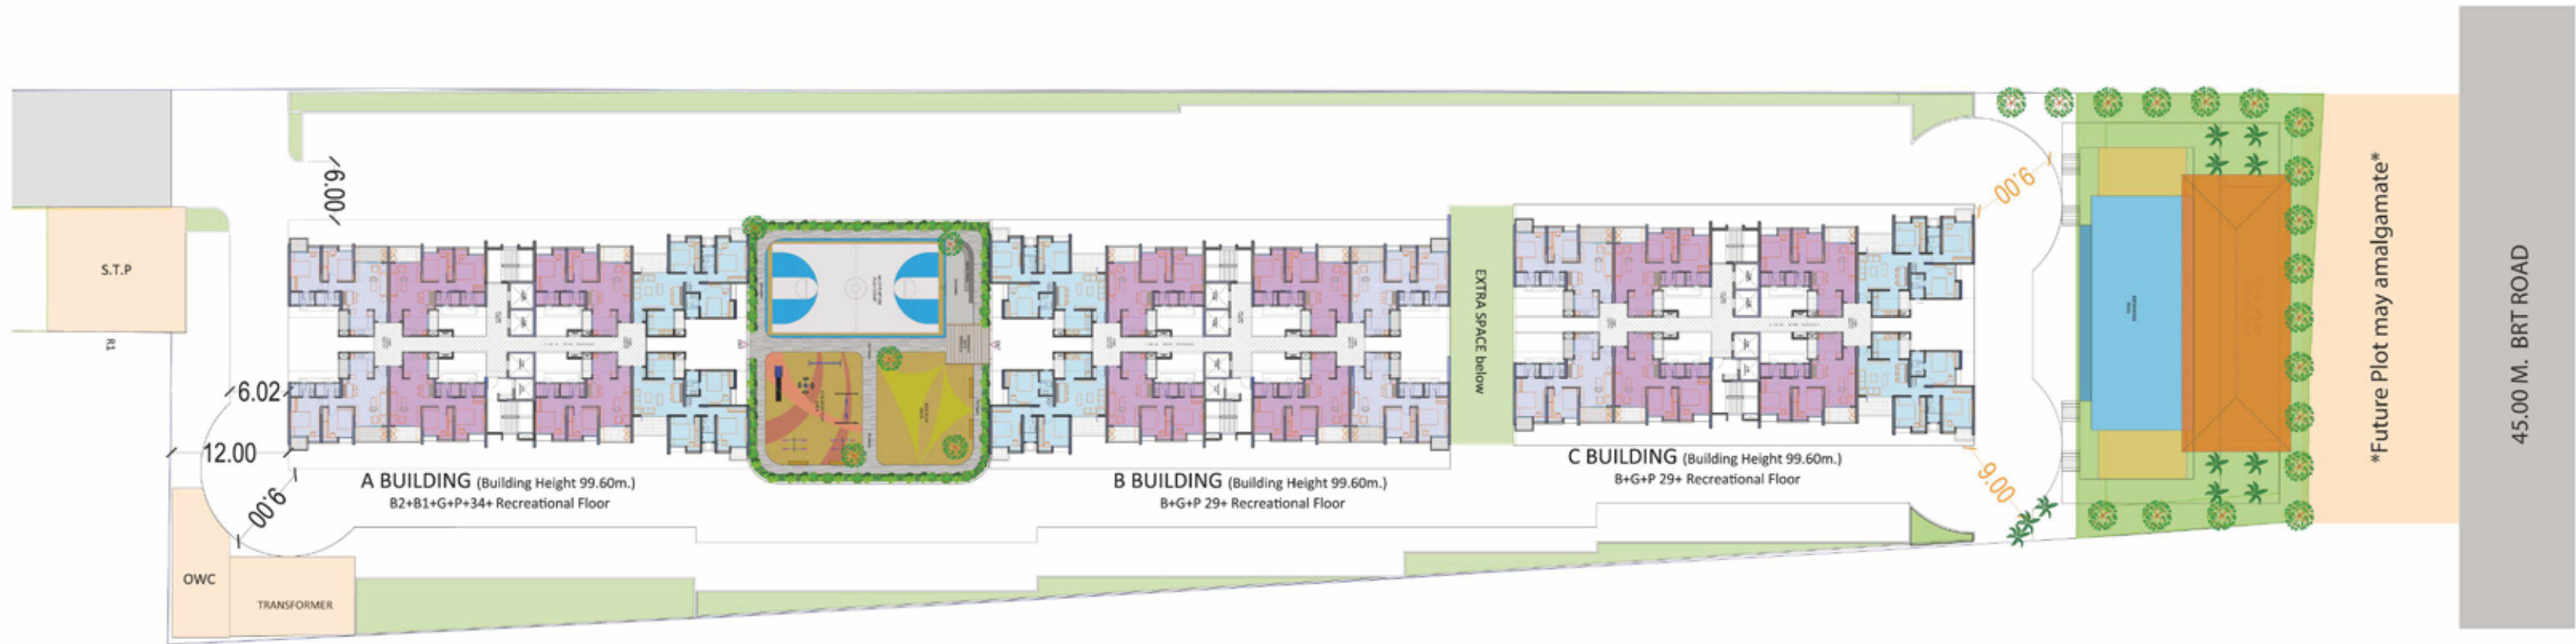 6.00
S.T.P
R1
6.02
12.00
9.00
OWC
TRANSFORMER
A BUILDING (Building Height 99.60m.)
B2+B1+G+P+34+ Recreational Floor
B BUILDING (Building Height 99.60m.)
B+G+P 29+ Recreational Floor
EXTRA SPACE below
C BUILDING (Building Height 99.60m.)
B+G+P 29+ Recreational Floor
9.00
9.00
*Future Plot may amalgamate*
45.00 M. BRT ROAD